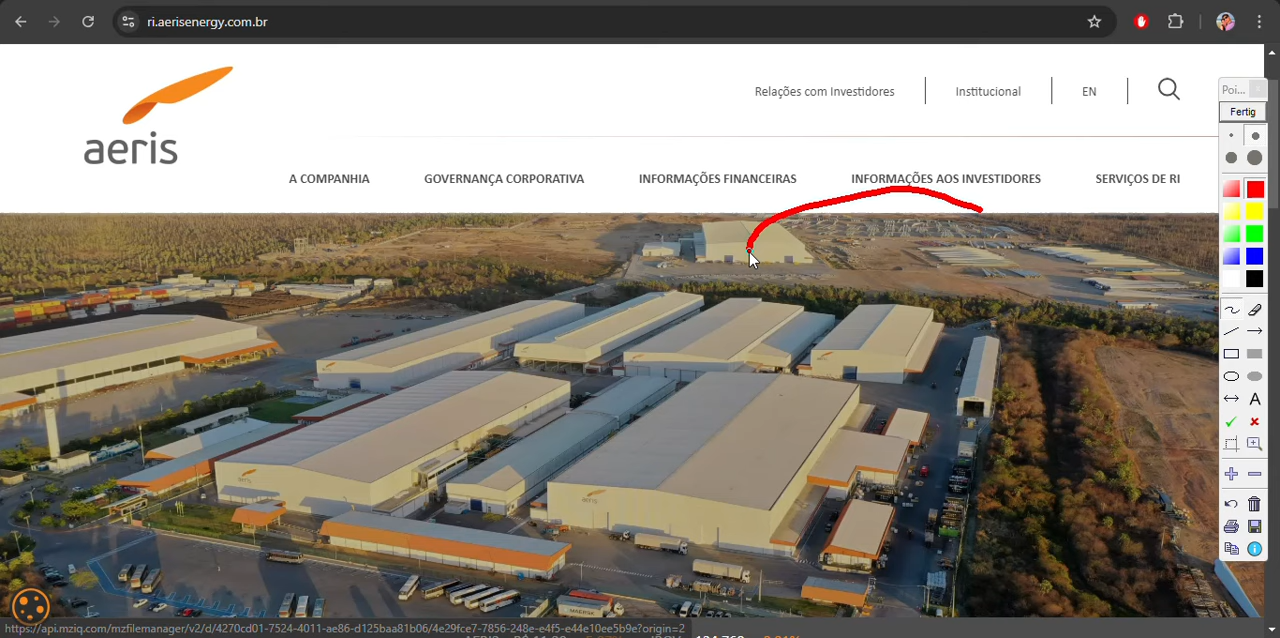 ri.aerisenergy.com.br
Relações com Investidores
Institucional
EN
Poi...
Fertig
aeris
A COMPANHIA
GOVERNANÇA CORPORATIVA
INFORMAÇÕES FINANCEIRAS
INFORMAÇÕES AOS INVESTIDORES
SERVIÇOS DE RI
A
https://api.mziq.com/mzfilemanager/v2/d/4270cd01-7524-4011-ae86-d125baa81b06/4e29fce7-7856-248e-e4f5-e44e10ee5b9e?origin=2